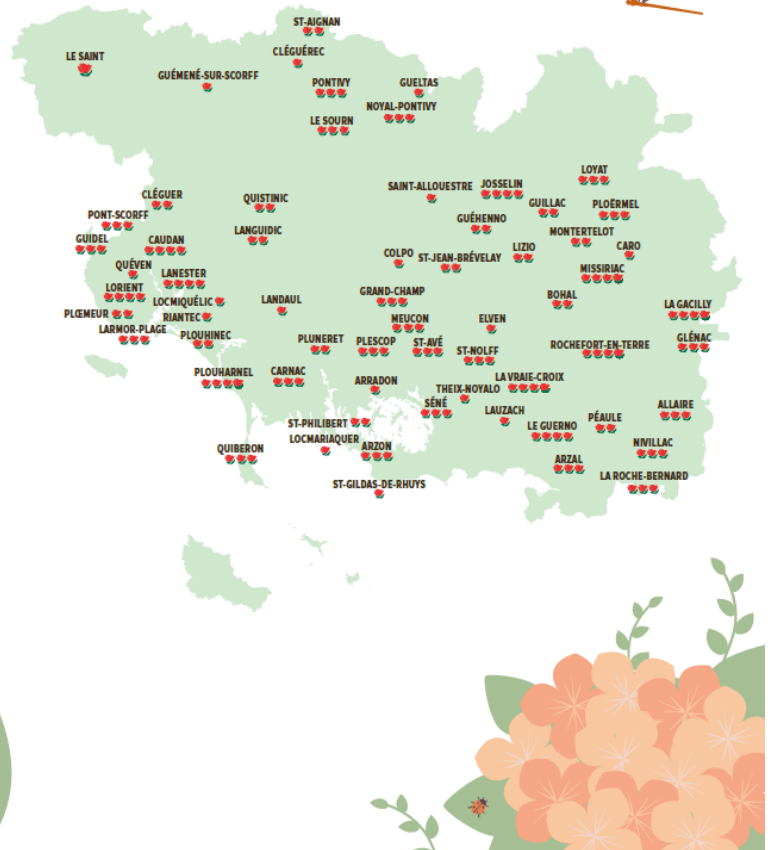 ST-AIGNAN
LE SAINT
CLÉGUÉREC
GUÉMENÉ-SUR-SCORFF
PONTIVY
GUELTAS
NOYAL-PONTIVY
LE SOURN
LOYAT
SAINT-ALLOUESTRE
JOSSELIN
CLÉGUER
QUISTINIC
GUILLAC
PLOËRMEL
PONT-SCORFF
GUÉHENNO
LANGUIDIC
MONTERTELOT
GUIDEL
CAUDAN
COLPO
ST-JEAN-BRÉVELAY
LIZIO
CARO
QUÉVEN
LANESTER
MISSIRIAC
LORIENT
LOCMIQUÉLIC
LANDAUL
GRAND-CHAMP
BOHAL
LA GACILLY
PLŒMEUR
RIANTEC
MEUCON
ELVEN
LARMOR-PLAGE
PLOUHINEC
PLUNERET
PLESCOP
ST-AVÉ
ST-NOLFF
ROCHEFORT-EN-TERRE
GLÉNAC
PLOUHARNEL
CARNAC
ARRADON
LA VRAIE-CROIX
THEIX-NOYALO
SÉNÉ
LAUZACH
ALLAIRE
ST-PHILIBERT
LE GUERNO
PÉAULE
LOCMARIAQUER
ARZON
QUIBERON
NIVILLAC
ARZAL
ST-GILDAS-DE-RHUYS
LA ROCHE-BERNARD